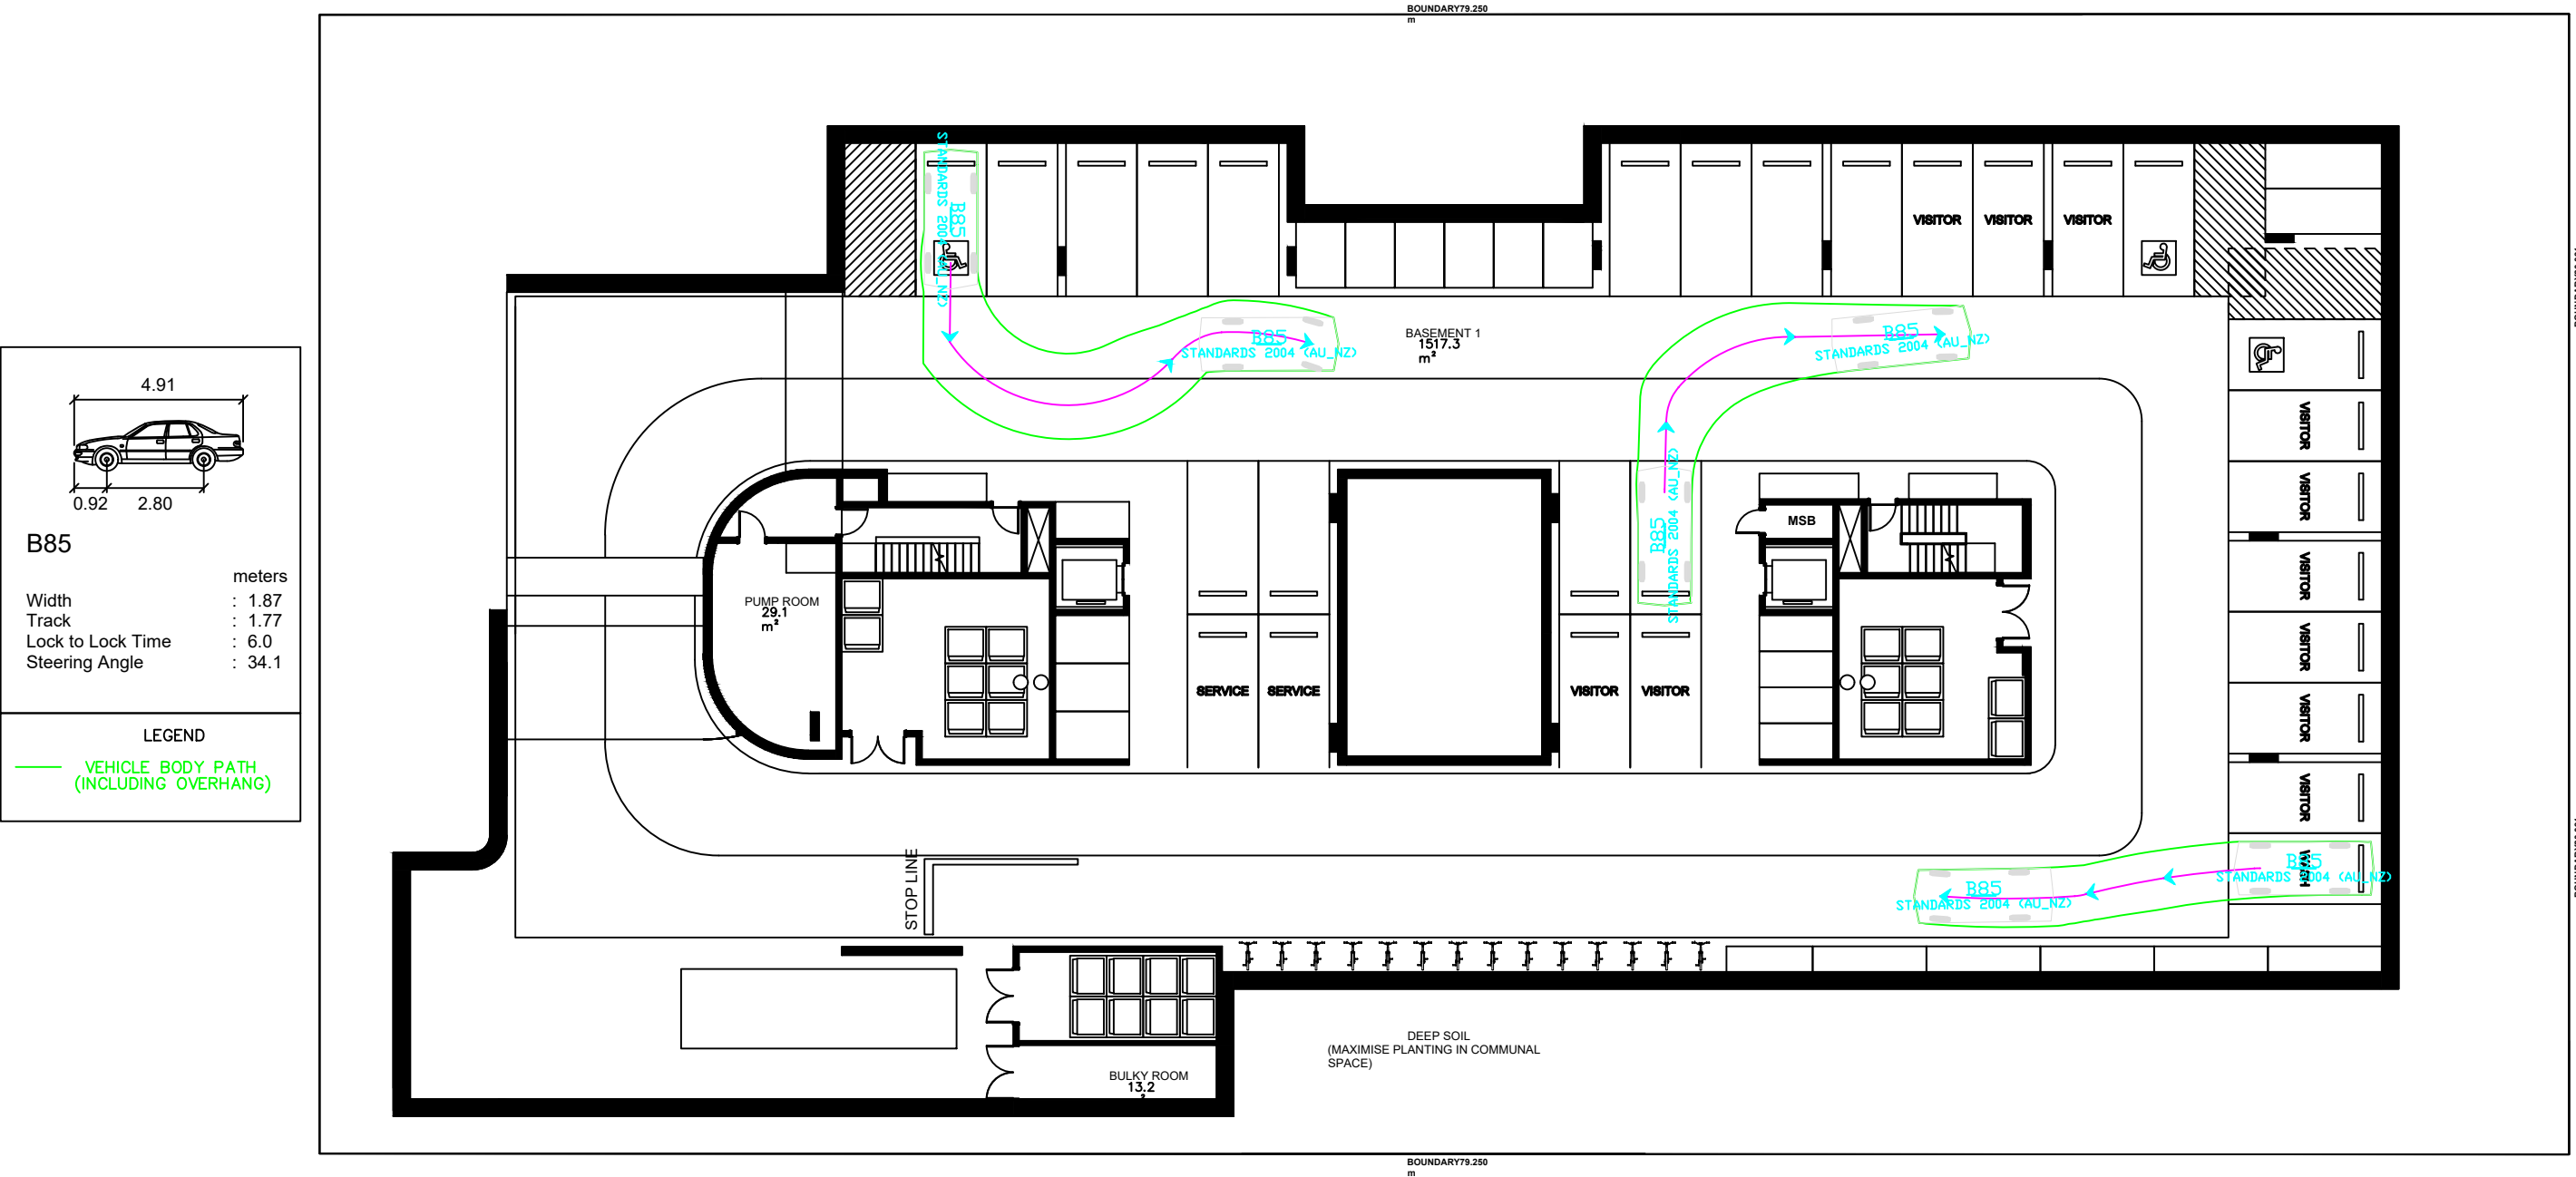 BOUNDARY79.250
m
STANDARDS 2004 (AU_NZ)
B85
VISITOR
VISITOR
VISITOR
B85
STANDARDS 2004 (AU_NZ)
BASEMENT 1
1517.3
m²
B85
STANDARDS 2004 (AU_NZ)
4.91
0.92
2.80
B85
meters
Width : 1.87
Track : 1.77
Lock to Lock Time : 6.0
Steering Angle : 34.1
LEGEND
VEHICLE BODY PATH
(INCLUDING OVERHANG)
VISITOR
VISITOR
VISITOR
VISITOR
VISITOR
VISITOR
B85
STANDARDS 2004 (AU_NZ)
MSB
PUMP ROOM
29.1
m²
SERVICE
SERVICE
VISITOR
VISITOR
STOP LINE
B85
STANDARDS 2004 (AU_NZ)
WASH
B85
STANDARDS 2004 (AU_NZ)
DEEP SOIL
(MAXIMISE PLANTING IN COMMUNAL
SPACE)
BULKY ROOM
13.2
BOUNDARY79.250
m